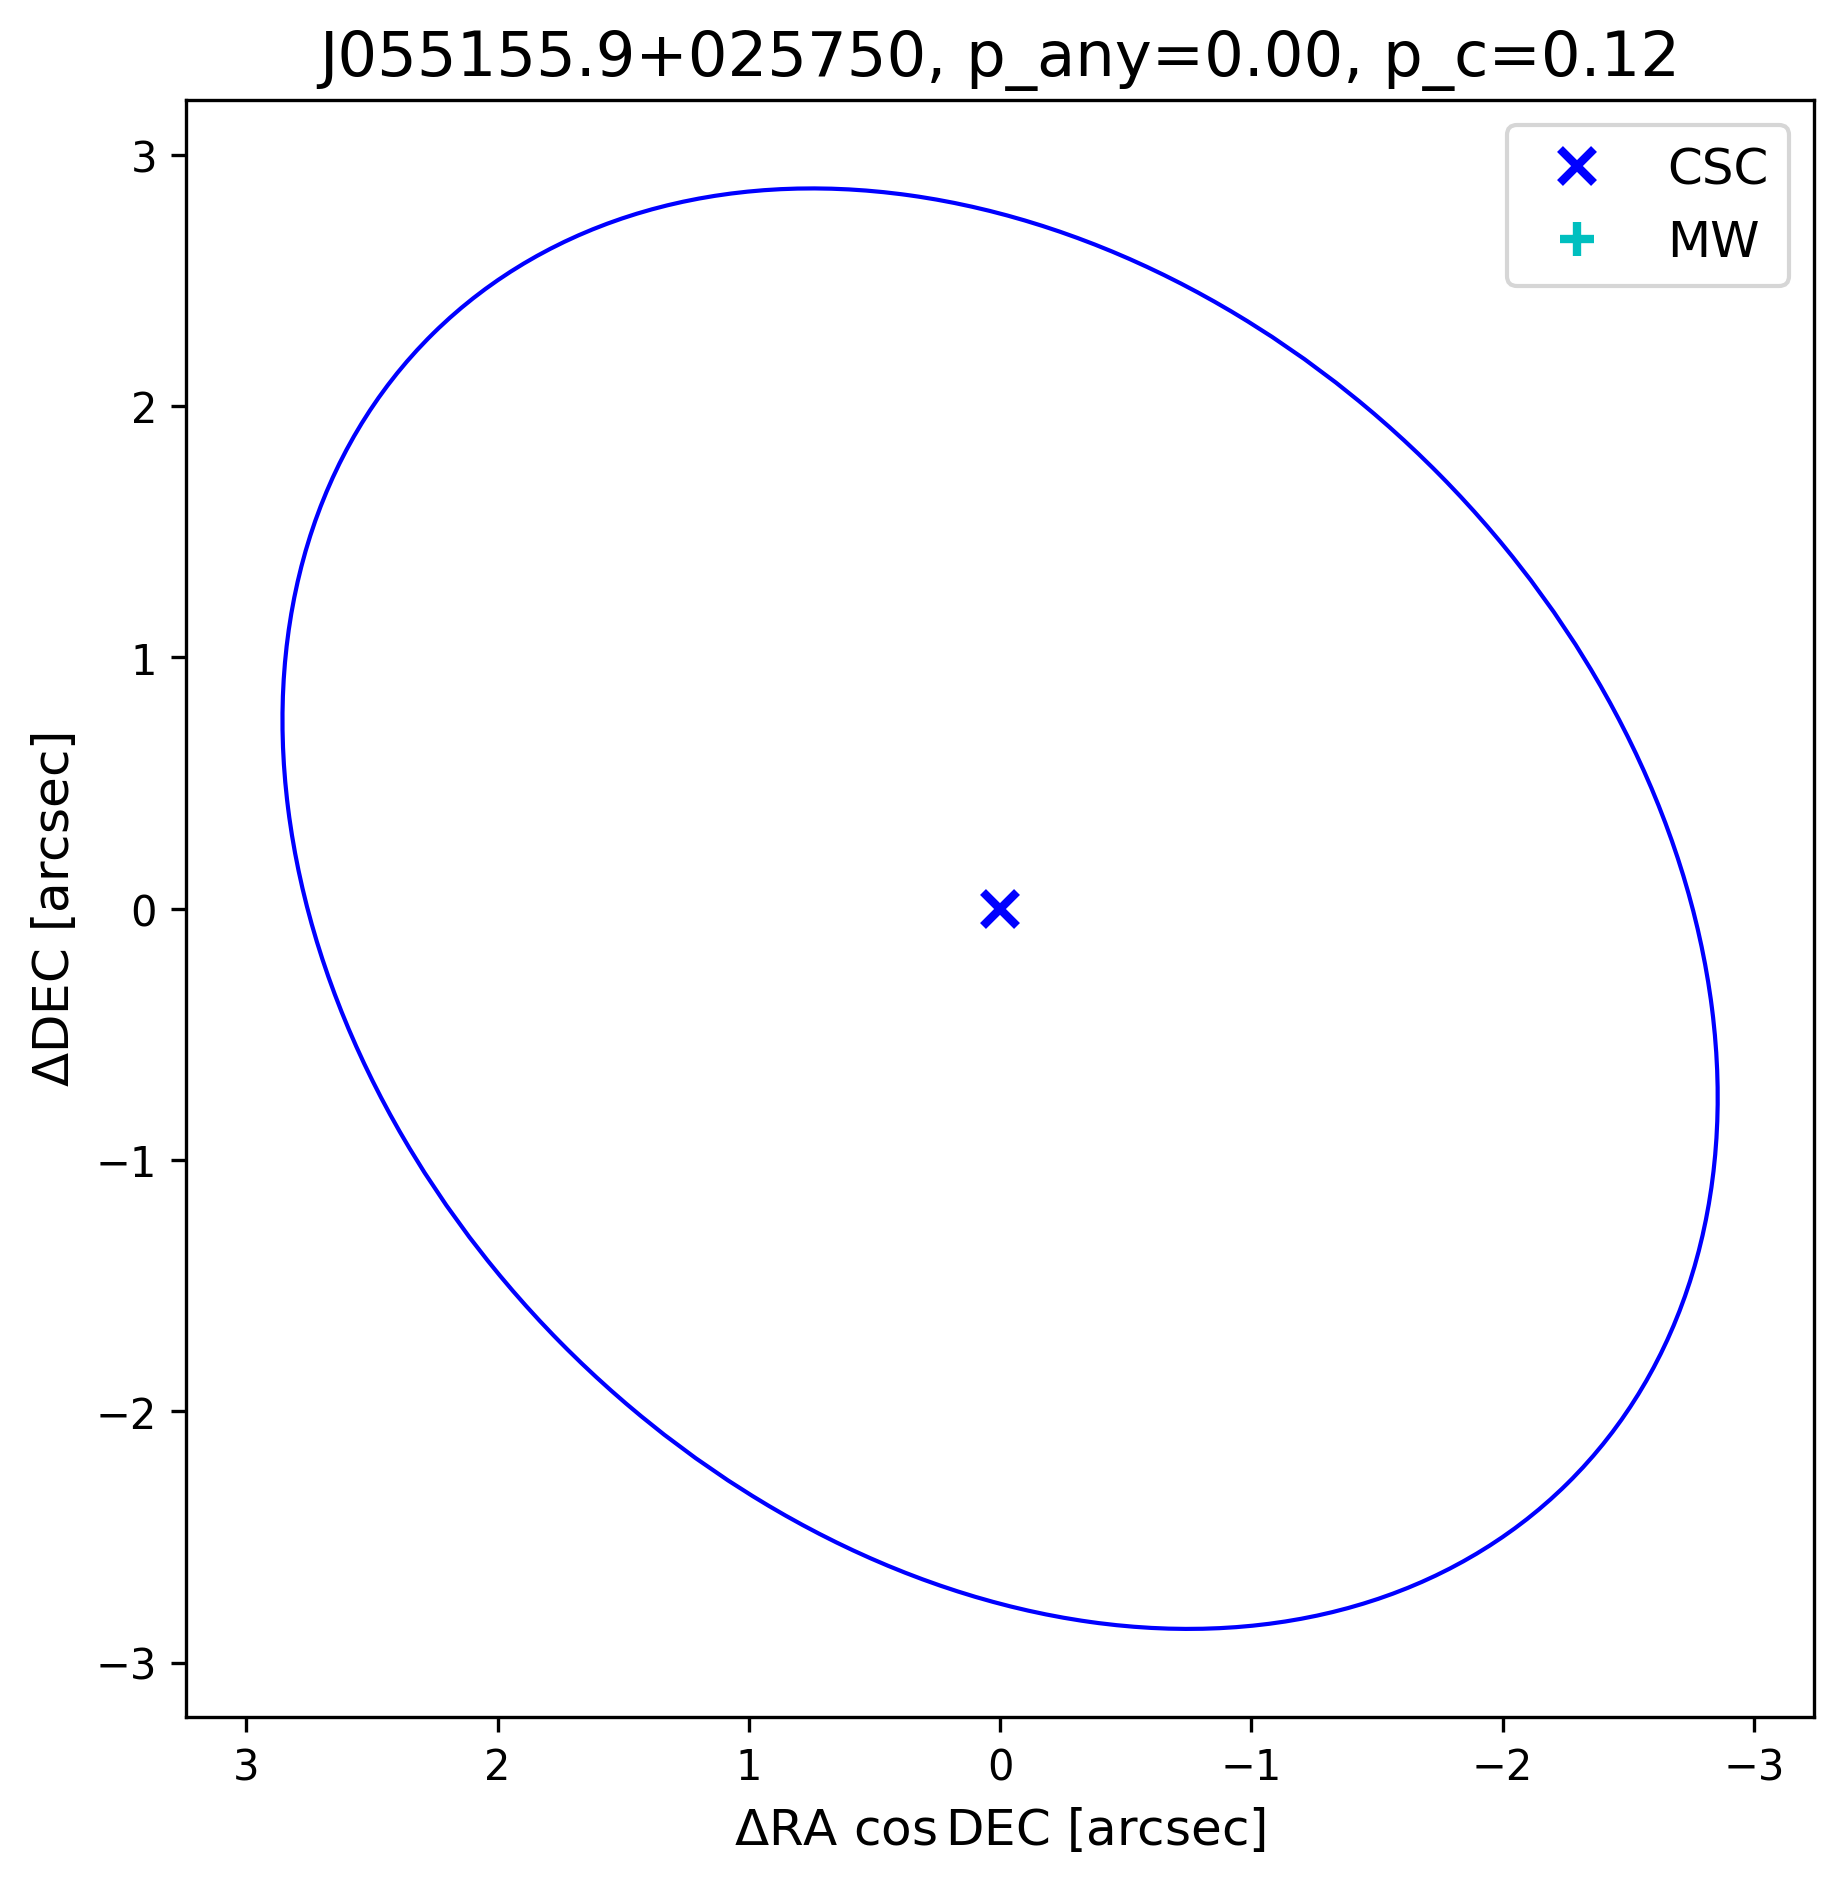 J055155.9+025750, p_any=0.00, p_c=0.12
CSC
MW
3
2
1
0
−1
−2
−3
ΔDEC [arcsec]
3
2
1
0
−1
−2
−3
ΔRA cos DEC [arcsec]